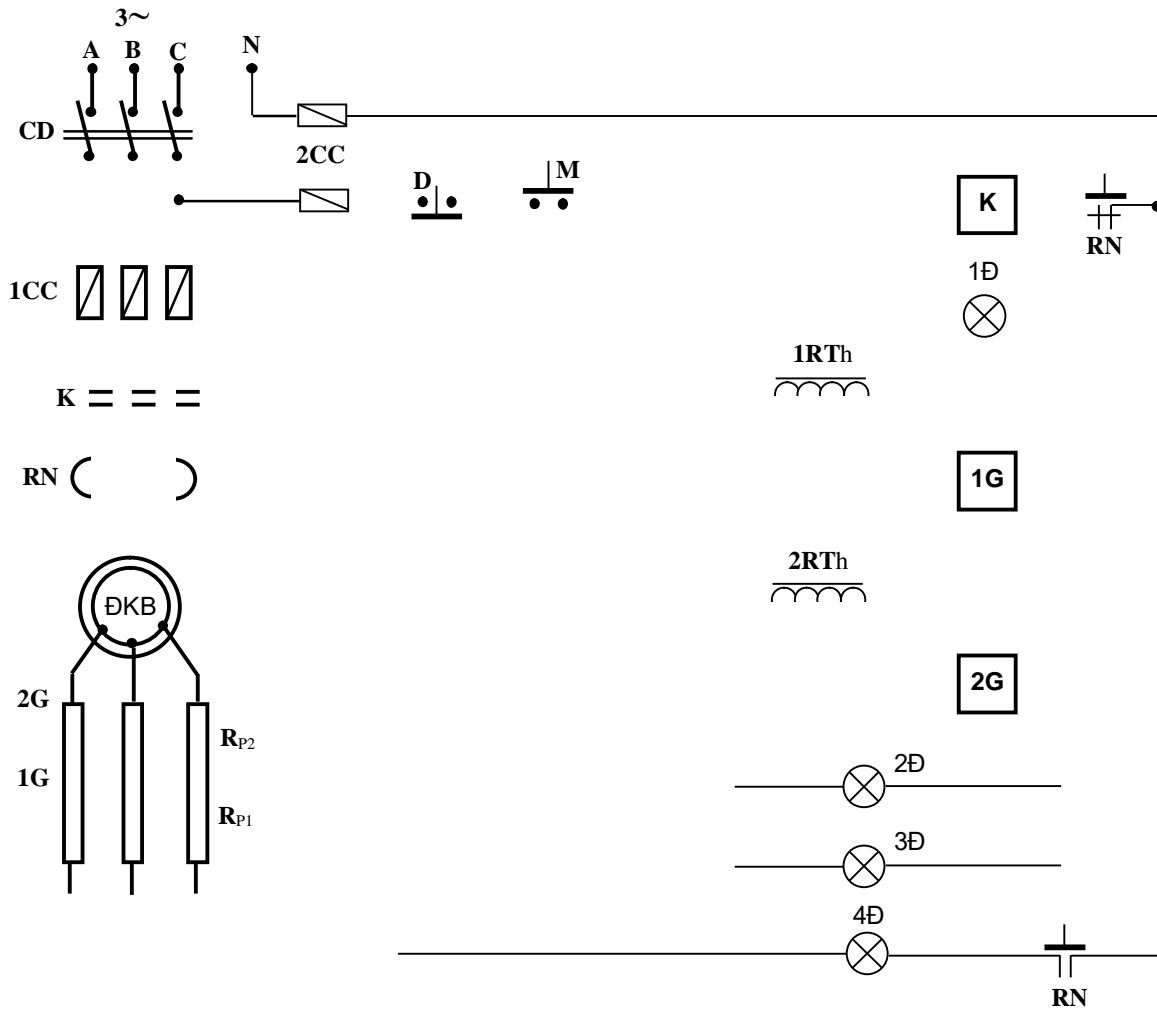 3~
A B C N
CD
2CC
D M
K
RN
1CC
1Đ
1RTh
K
RN
1G
2RTh
ĐKB
2G
2G
RP2
1G
2Đ
RP1
3Đ
4Đ
RN